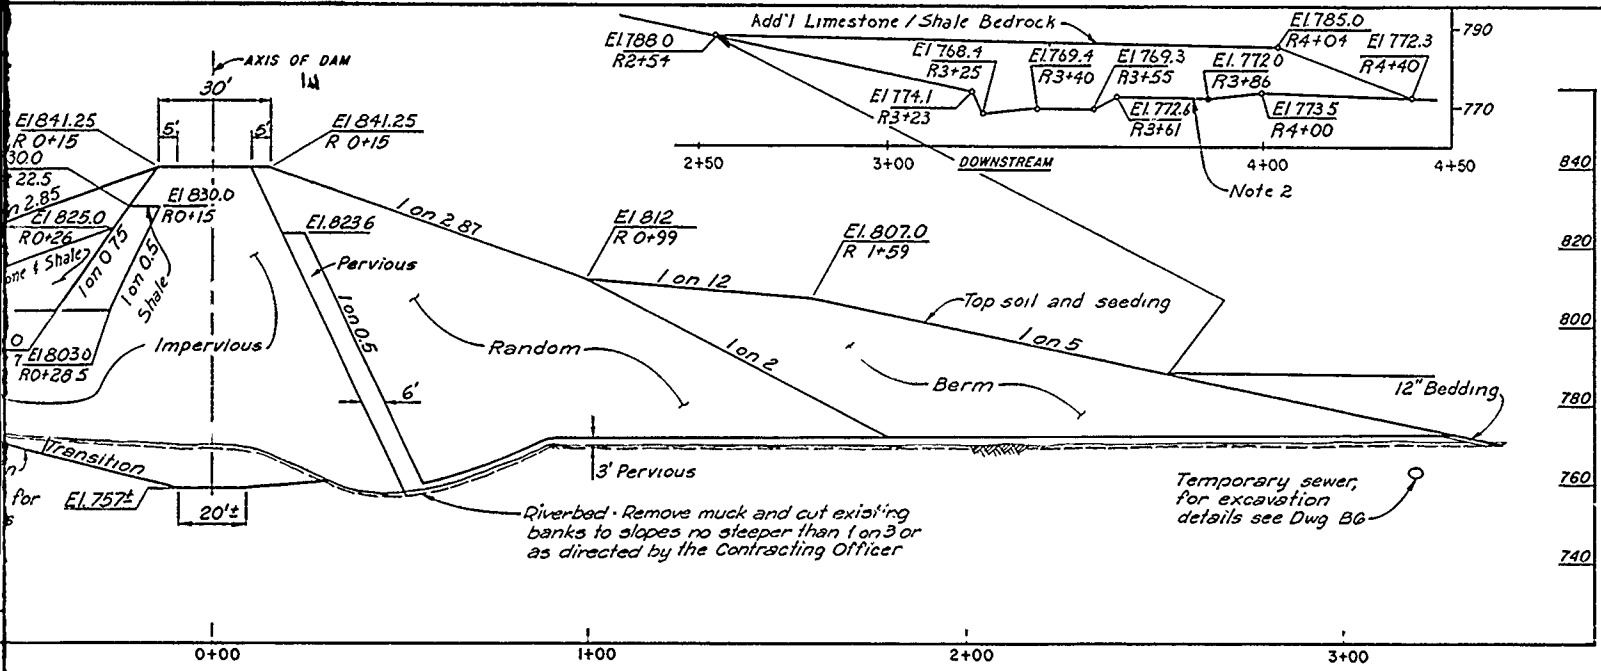 Add'l Limestone / Shale Bedrock
El.785.0
R4+04
El 772.3
R4+40
790
El.788 0
R2+54
El 768.4
R3+25
El.769.4
R3+40
El 769.3
R3+55
El. 772 0
R3+86
AXIS OF DAM
30'
El 774.1
R3+23
El.772.6
R3+61
El 773.5
R4+00
770
El 841.25
R 0+15
5'
5'
El 841.25
R 0+15
2+50
3+00
DOWNSTREAM
4+00
4+50
840
30.0
22.5
Note 2
n 2.85
El 830.0
R0+15
El 825.0
R0+26
El.823 6
1 on 2 87
El 812
R 0+99
El.807.0
R 1+59
820
one & Shale
1 on 0.75
1 on 0.5
Shale
Pervious
1 on 12
Top soil and seeding
800
1 on 0.5
Impervious
Random
1 on 2
1 on 5
0
7
El 803 0
R0+28 5
Berm
12" Bedding
780
6'
Transition
n
for
s
El. 757±
3' Pervious
760
20'±
Riverbed · Remove muck and cut existing
banks to slopes no steeper than 1 on 3 or
as directed by the Contracting Officer
Temporary sewer,
for excavation
details see Dwg BG
740
0+00
1+00
2+00
3+00